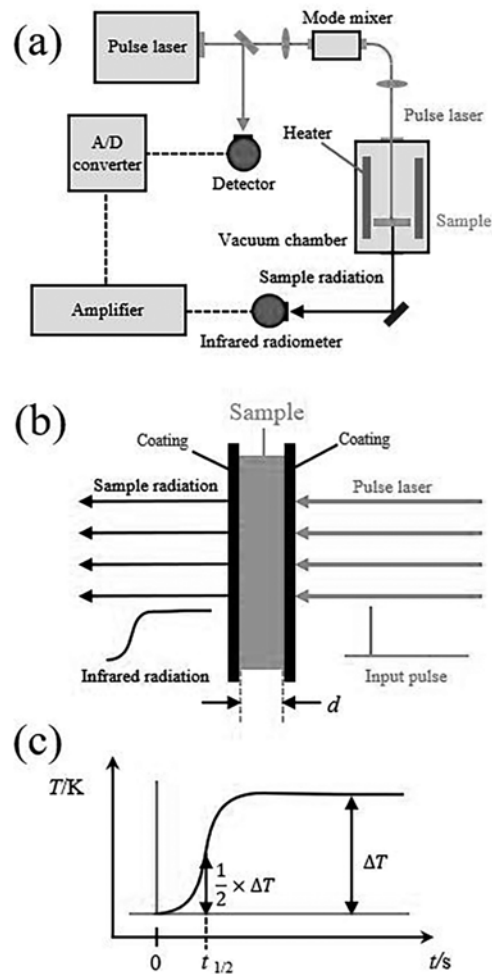 (a)
Mode mixer
Pulse laser
Pulse laser
A/D
converter
Heater
Detector
Sample
Vacuum chamber
Sample radiation
Amplifier
Infrared radiometer
(b)
Sample
Coating
Coating
Sample radiation
Pulse laser
Infrared radiation
Input pulse
d
(c)
T/K
1/2 × ΔT
ΔT
0
t 1/2
t/s